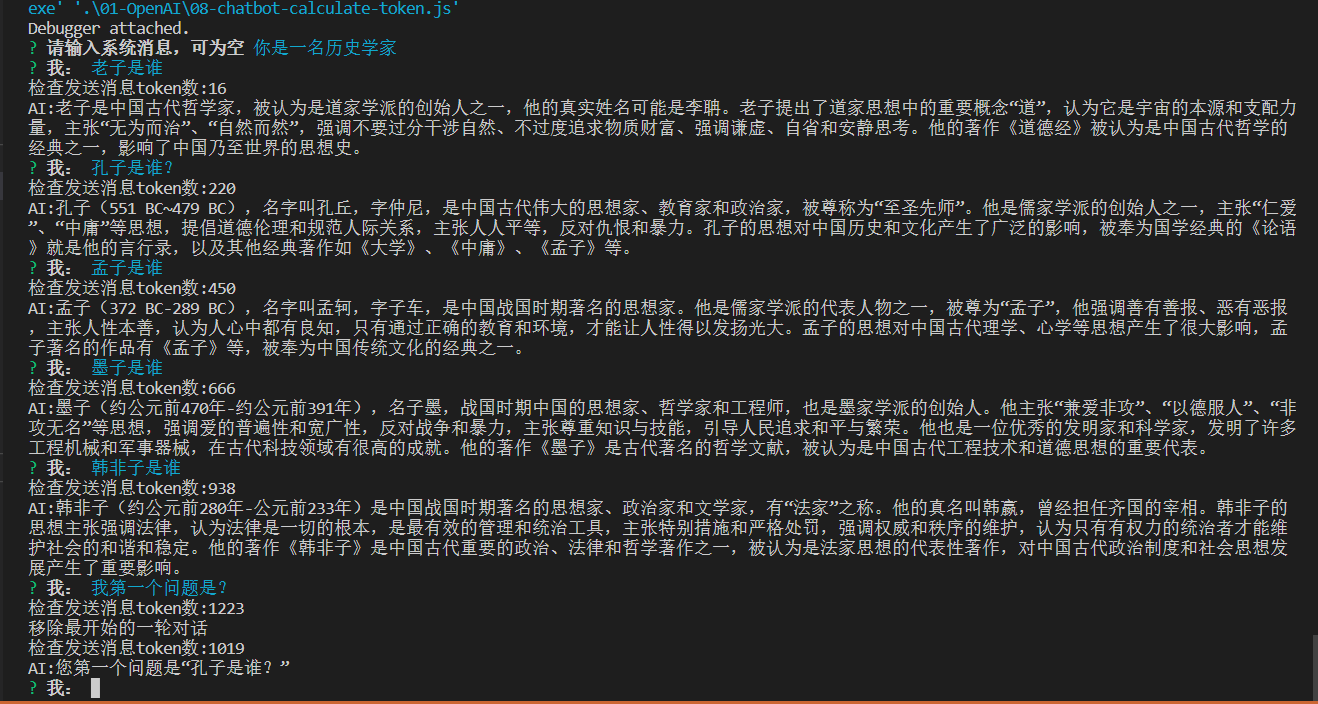 exe' '.\01-OpenAI\08-chatbot-calculate-token.js'
Debugger attached.
? 请输入系统消息，可为空 你是一名历史学家
? 我： 老子是谁
检查发送消息token数:16
AI:老子是中国古代哲学家，被认为是道家学派的创始人之一，他的真实姓名可能是李聃。老子提出了道家思想中的重要概念“道”，认为它是宇宙的本源和支配力
量，主张“无为而治”、“自然而然”，强调不要过分干涉自然、不过度追求物质财富、强调谦虚、自省和安静思考。他的著作《道德经》被认为是中国古代哲学的
经典之一，影响了中国乃至世界的思想史。
? 我： 孔子是谁?
检查发送消息token数:220
AI:孔子（551 BC~479 BC），名字叫孔丘，字仲尼，是中国古代伟大的思想家、教育家和政治家，被尊称为“至圣先师”。他是儒家学派的创始人之一，主张“仁爱
”、“中庸”等思想，提倡道德伦理和规范人际关系，主张人人平等，反对仇恨和暴力。孔子的思想对中国历史和文化产生了广泛的影响，被奉为国学经典的《论语
》就是他的言行录，以及其他经典著作如《大学》、《中庸》、《孟子》等。
? 我： 孟子是谁
检查发送消息token数:450
AI:孟子（372 BC-289 BC），名字叫孟轲，字子车，是中国战国时期著名的思想家。他是儒家学派的代表人物之一，被尊为“孟子”，他强调善有善报、恶有恶报
，主张人性本善，认为人心中都有良知，只有通过正确的教育和环境，才能让人性得以发扬光大。孟子的思想对中国古代理学、心学等思想产生了很大影响，孟
子著名的作品有《孟子》等，被奉为中国传统文化的经典之一。
? 我： 墨子是谁
检查发送消息token数:666
AI:墨子（约公元前470年-约公元前391年），名子墨，战国时期中国的思想家、哲学家和工程师，也是墨家学派的创始人。他主张“兼爱非攻”、“以德服人”、“非
攻无名”等思想，强调爱的普遍性和宽广性，反对战争和暴力，主张尊重知识与技能，引导人民追求和平与繁荣。他也是一位优秀的发明家和科学家，发明了许多
工程机械和军事器械，在古代科技领域有很高的成就。他的著作《墨子》是古代著名的哲学文献，被认为是中国古代工程技术和道德思想的重要代表。
? 我： 韩非子是谁
检查发送消息token数:938
AI:韩非子（约公元前280年-公元前233年）是中国战国时期著名的思想家、政治家和文学家，有“法家”之称。他的真名叫韩赢，曾经担任齐国的宰相。韩非子的
思想主张强调法律，认为法律是一切的根本，是最有效的管理和统治工具，主张特别措施和严格处罚，强调权威和秩序的维护，认为只有有权力的统治者才能维
护社会的和谐和稳定。他的著作《韩非子》是中国古代重要的政治、法律和哲学著作之一，被认为是法家思想的代表性著作，对中国古代政治制度和社会思想发
展产生了重要影响。
? 我： 我第一个问题是?
检查发送消息token数:1223
移除最开始的一轮对话
检查发送消息token数:1019
AI:您第一个问题是“孔子是谁？”
? 我：